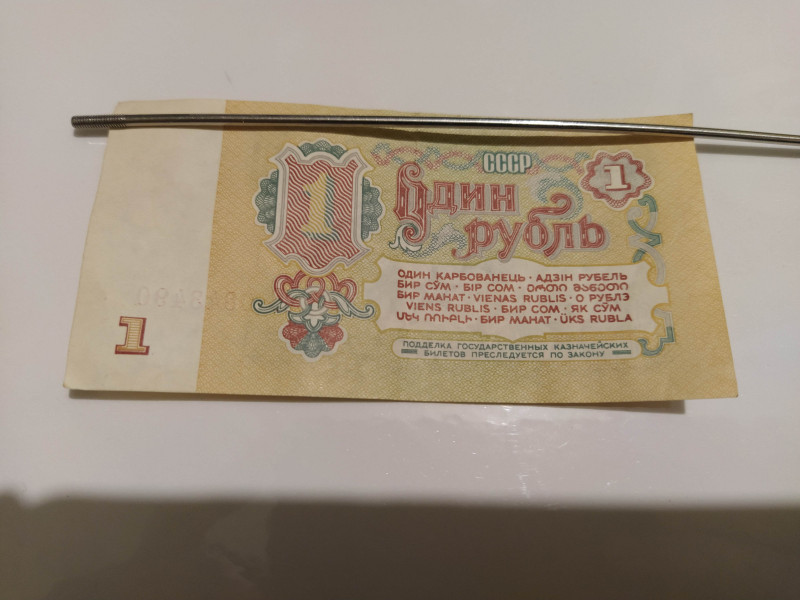 СССР
1
1
Один
рубль
ОДИН КАРБОВАНЕЦЬ · АДЗІН РУБЕЛЬ
БИР СЎМ · БІР СОМ · ერთი მანეთი
БИР МАНАТ · VIENAS RUBLIS · О РУБЛЭ
VIENS RUBLIS · БИР СОМ · ЯК СЎМ
ՄԵԿ ՌՈՒԲԼԻ · БИР МАНАТ · ÜKS RUBLA
ПОДДЕЛКА ГОСУДАРСТВЕННЫХ КАЗНАЧЕЙСКИХ
БИЛЕТОВ ПРЕСЛЕДУЕТСЯ ПО ЗАКОНУ
1